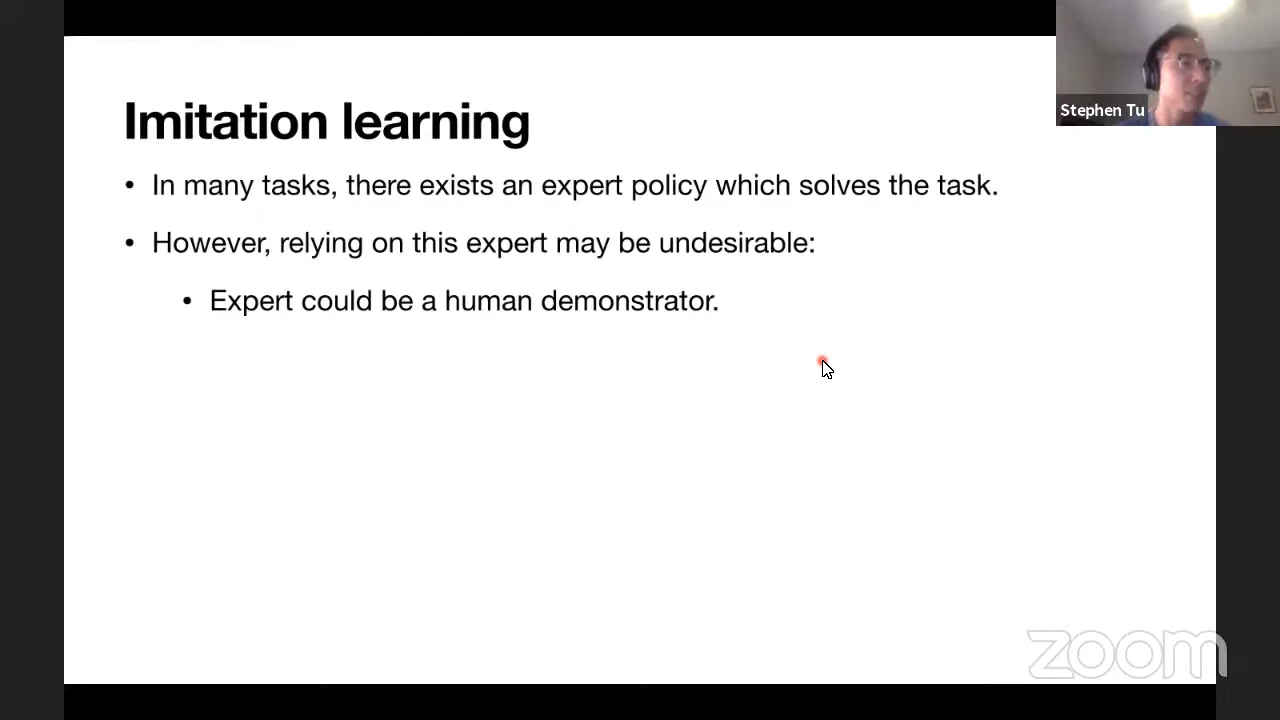 Imitation learning
• In many tasks, there exists an expert policy which solves the task.
• However, relying on this expert may be undesirable:
• Expert could be a human demonstrator.
Stephen Tu
zoom